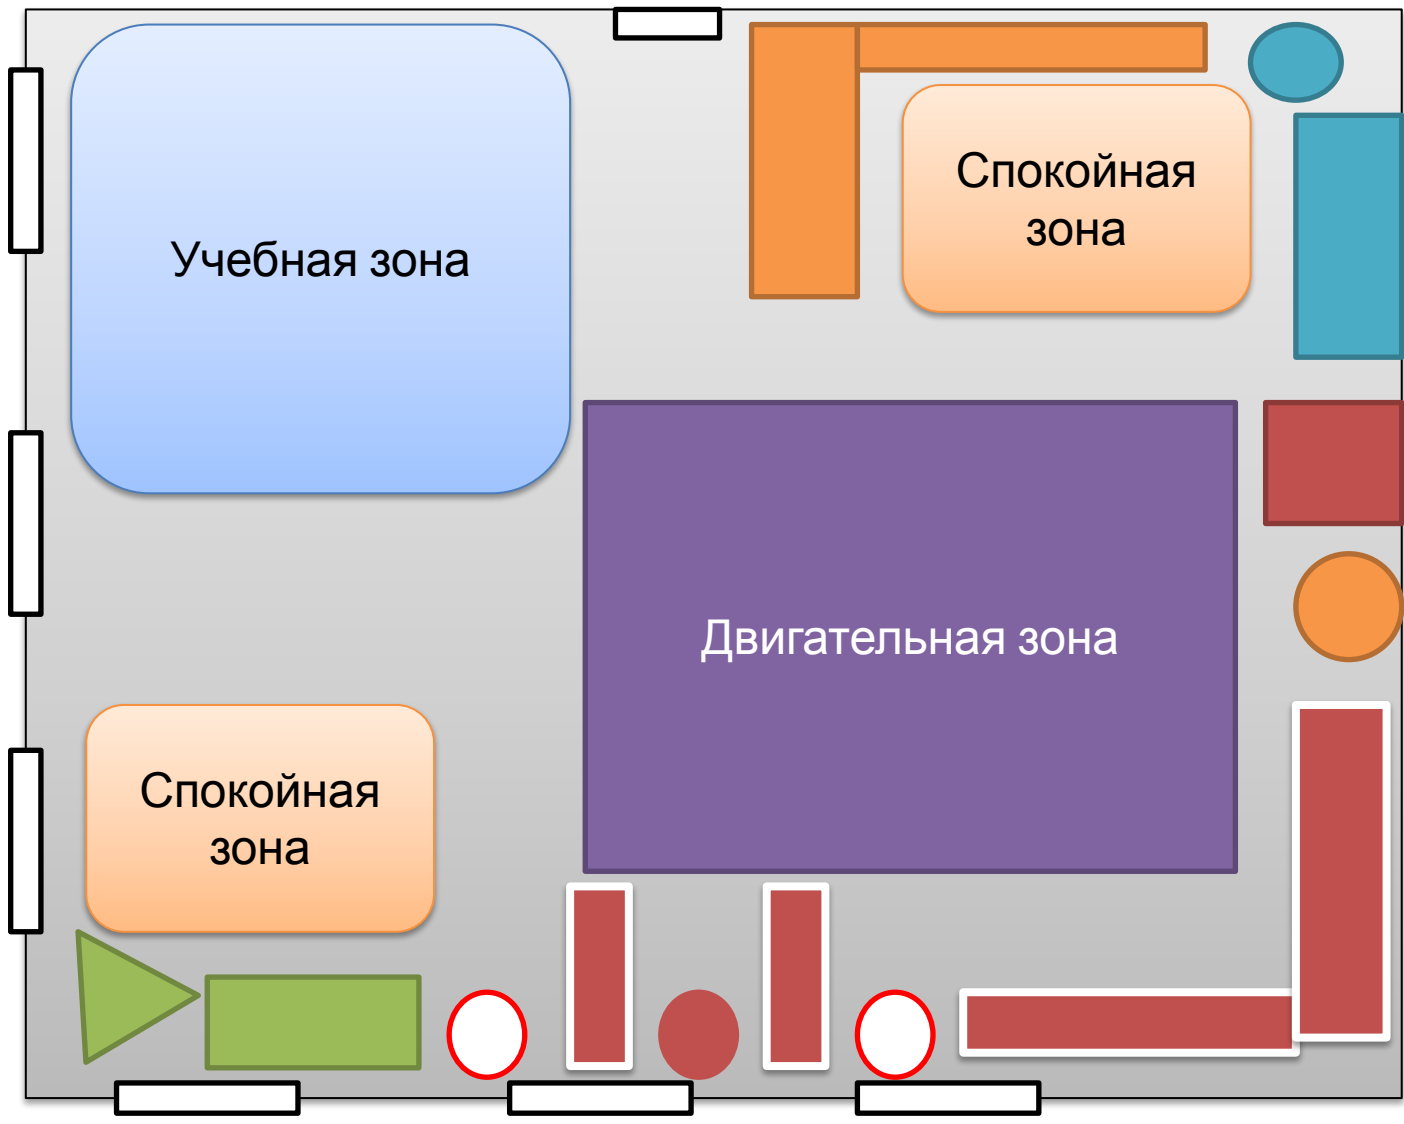 Спокойная
зона
Учебная зона
Двигательная зона
Спокойная
зона